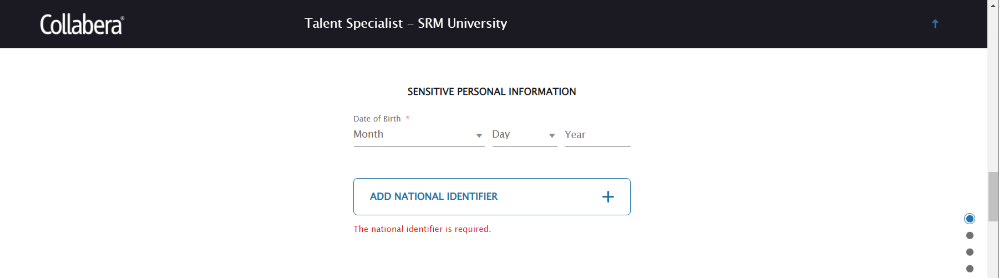 Collabera®
Talent Specialist – SRM University
SENSITIVE PERSONAL INFORMATION
Date of Birth *
Month Day Year
ADD NATIONAL IDENTIFIER +
The national identifier is required.